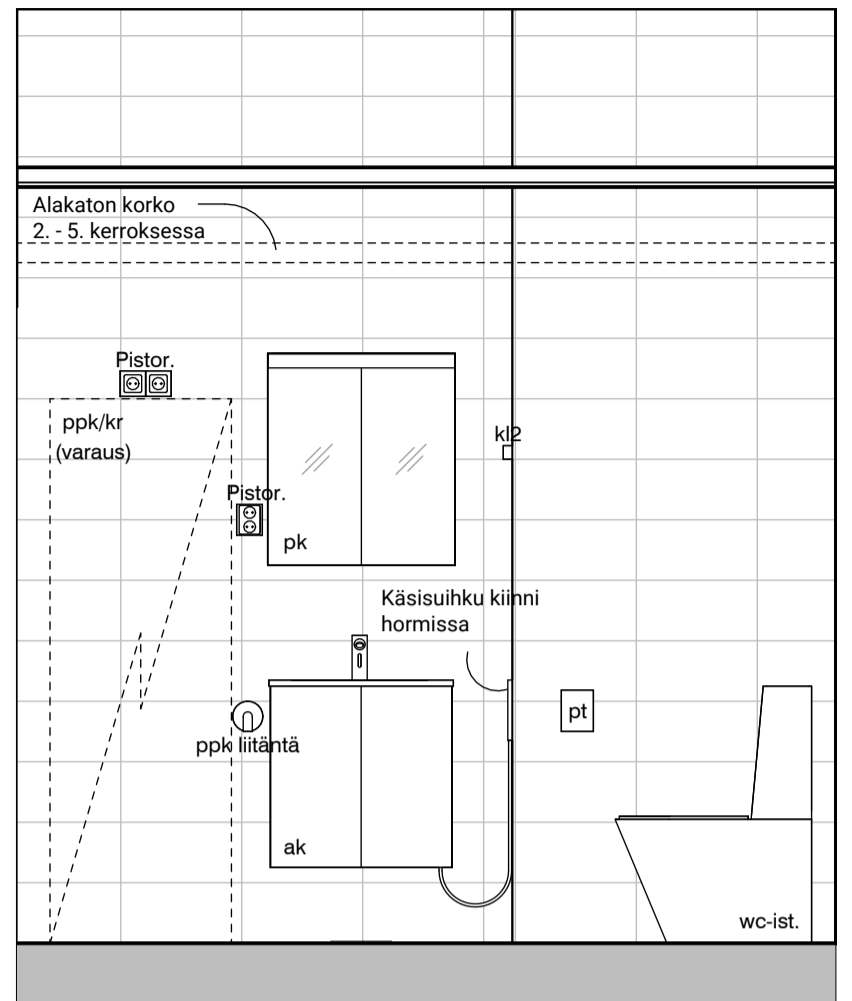 Alakaton korko
2. - 5. kerroksessa
Pistor.
ppk/kr
(varaus)
kl2
Pistor.
pk
Käsisuihku kiinni
hormissa
pt
ppk liitäntä
ak
wc-ist.